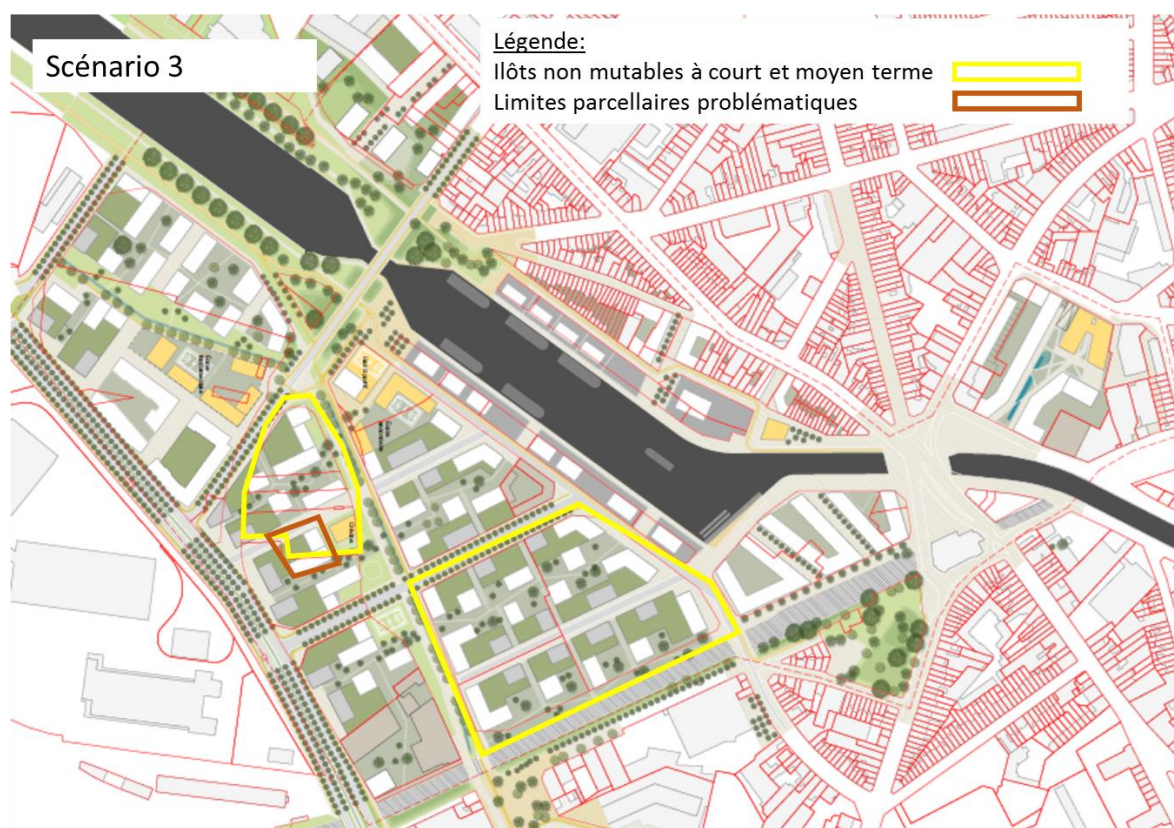 Scénario 3
Légende:
Ilôts non mutables à court et moyen terme
Limites parcellaires problématiques